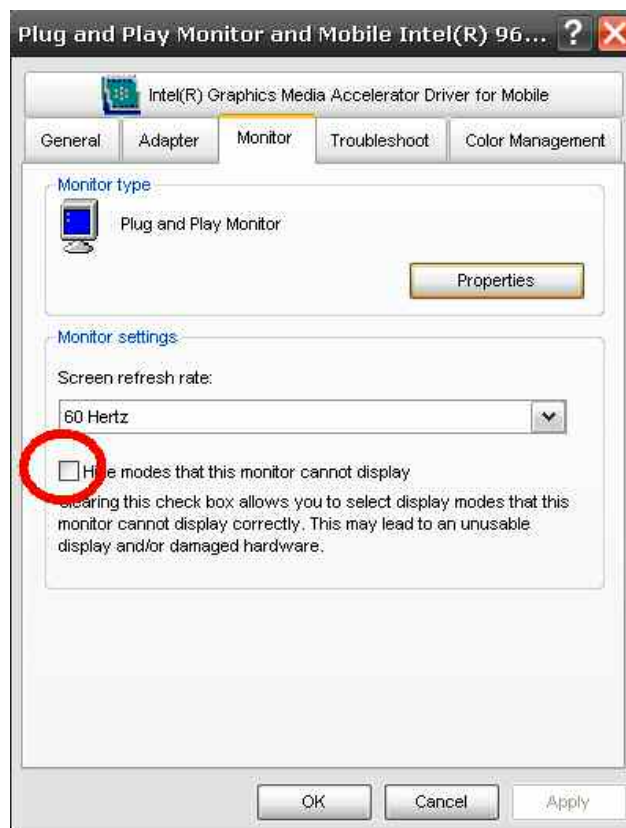 Plug and Play Monitor and Mobile Intel(R) 96... ?
Intel(R) Graphics Media Accelerator Driver for Mobile
General Adapter Monitor Troubleshoot Color Management
Monitor type
Plug and Play Monitor
Properties
Monitor settings
Screen refresh rate:
60 Hertz
Hide modes that this monitor cannot display
Clearing this check box allows you to select display modes that this
monitor cannot display correctly. This may lead to an unusable
display and/or damaged hardware.
OK Cancel Apply